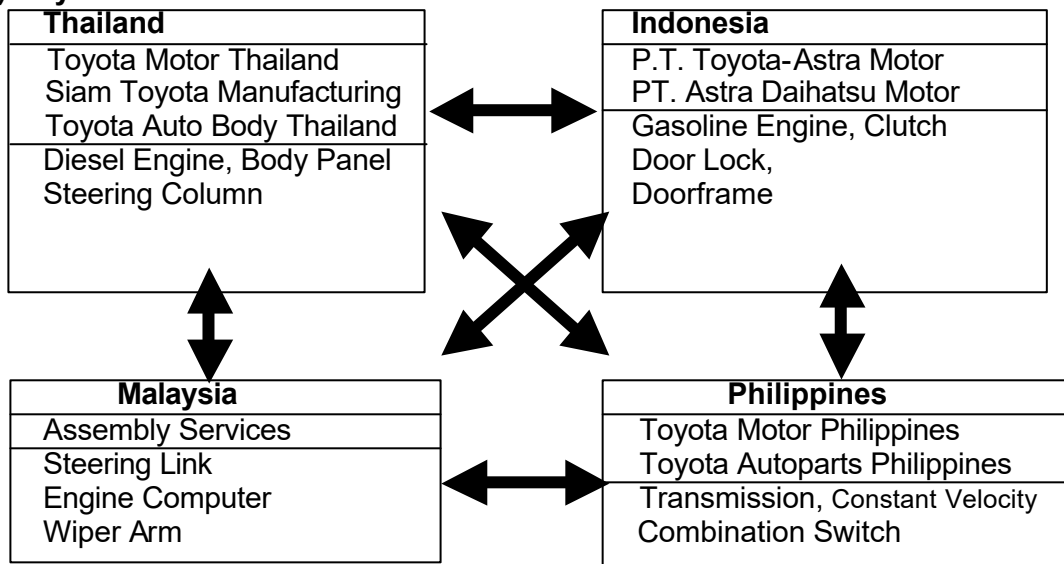 Thailand
Toyota Motor Thailand
Siam Toyota Manufacturing
Toyota Auto Body Thailand
Diesel Engine, Body Panel
Steering Column
Indonesia
P.T. Toyota-Astra Motor
PT. Astra Daihatsu Motor
Gasoline Engine, Clutch
Door Lock,
Doorframe
Malaysia
Assembly Services
Steering Link
Engine Computer
Wiper Arm
Philippines
Toyota Motor Philippines
Toyota Autoparts Philippines
Transmission, Constant Velocity
Combination Switch